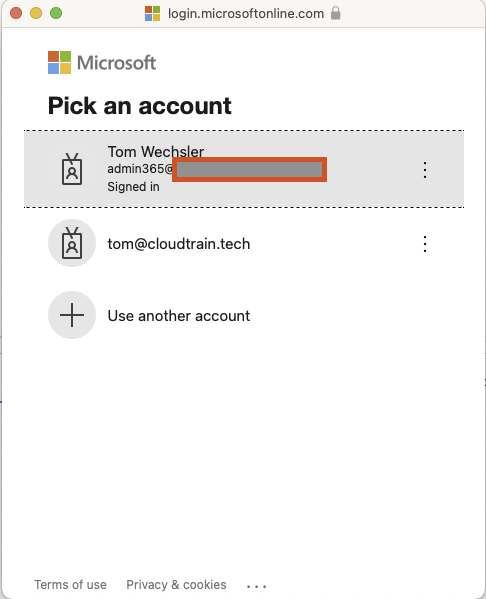 login.microsoftonline.com
Microsoft
Pick an account
Tom Wechsler
admin365@
Signed in
tom@cloudtrain.tech
Use another account
Terms of use Privacy & cookies ...